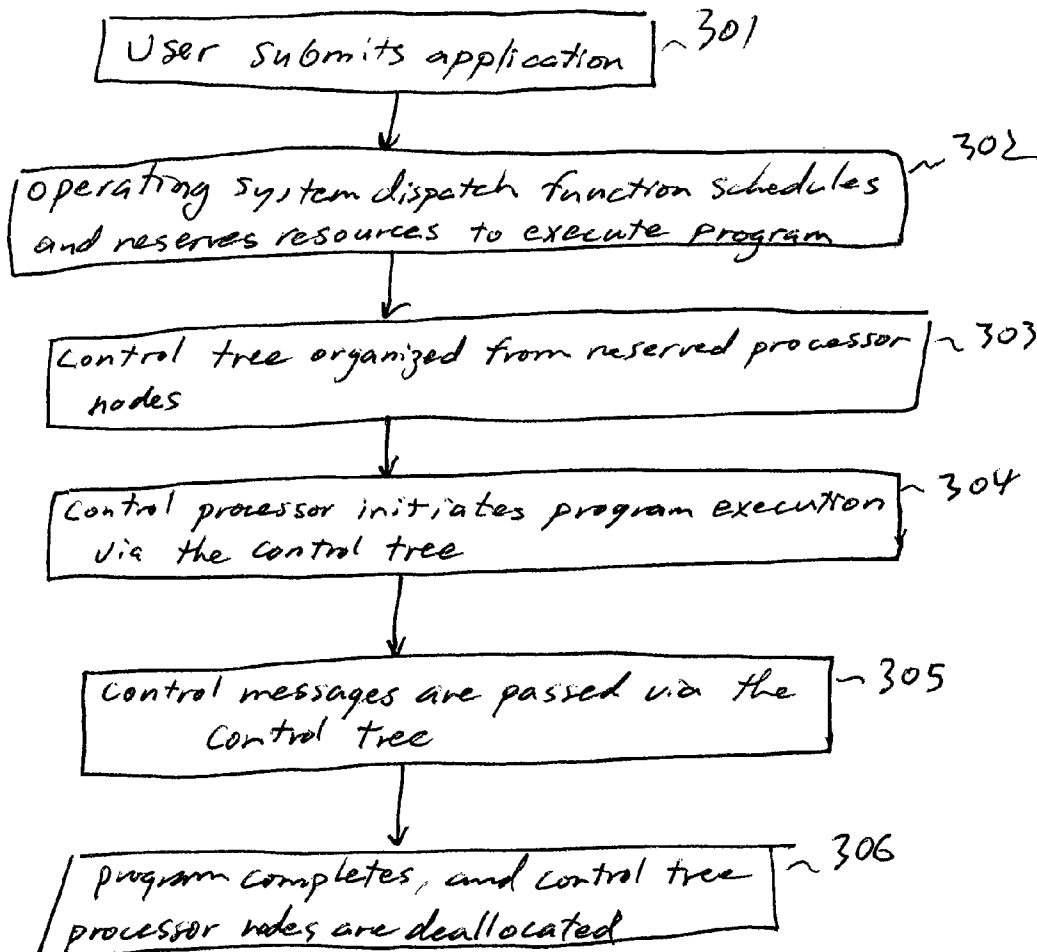 User submits application
~301
Operating system dispatch function schedules
and reserves resources to execute program
~302
Control tree organized from reserved processor
nodes
~303
Control processor initiates program execution
via the control tree
~304
Control messages are passed via the
control tree
~305
program completes, and control tree
processor nodes are deallocated
~306